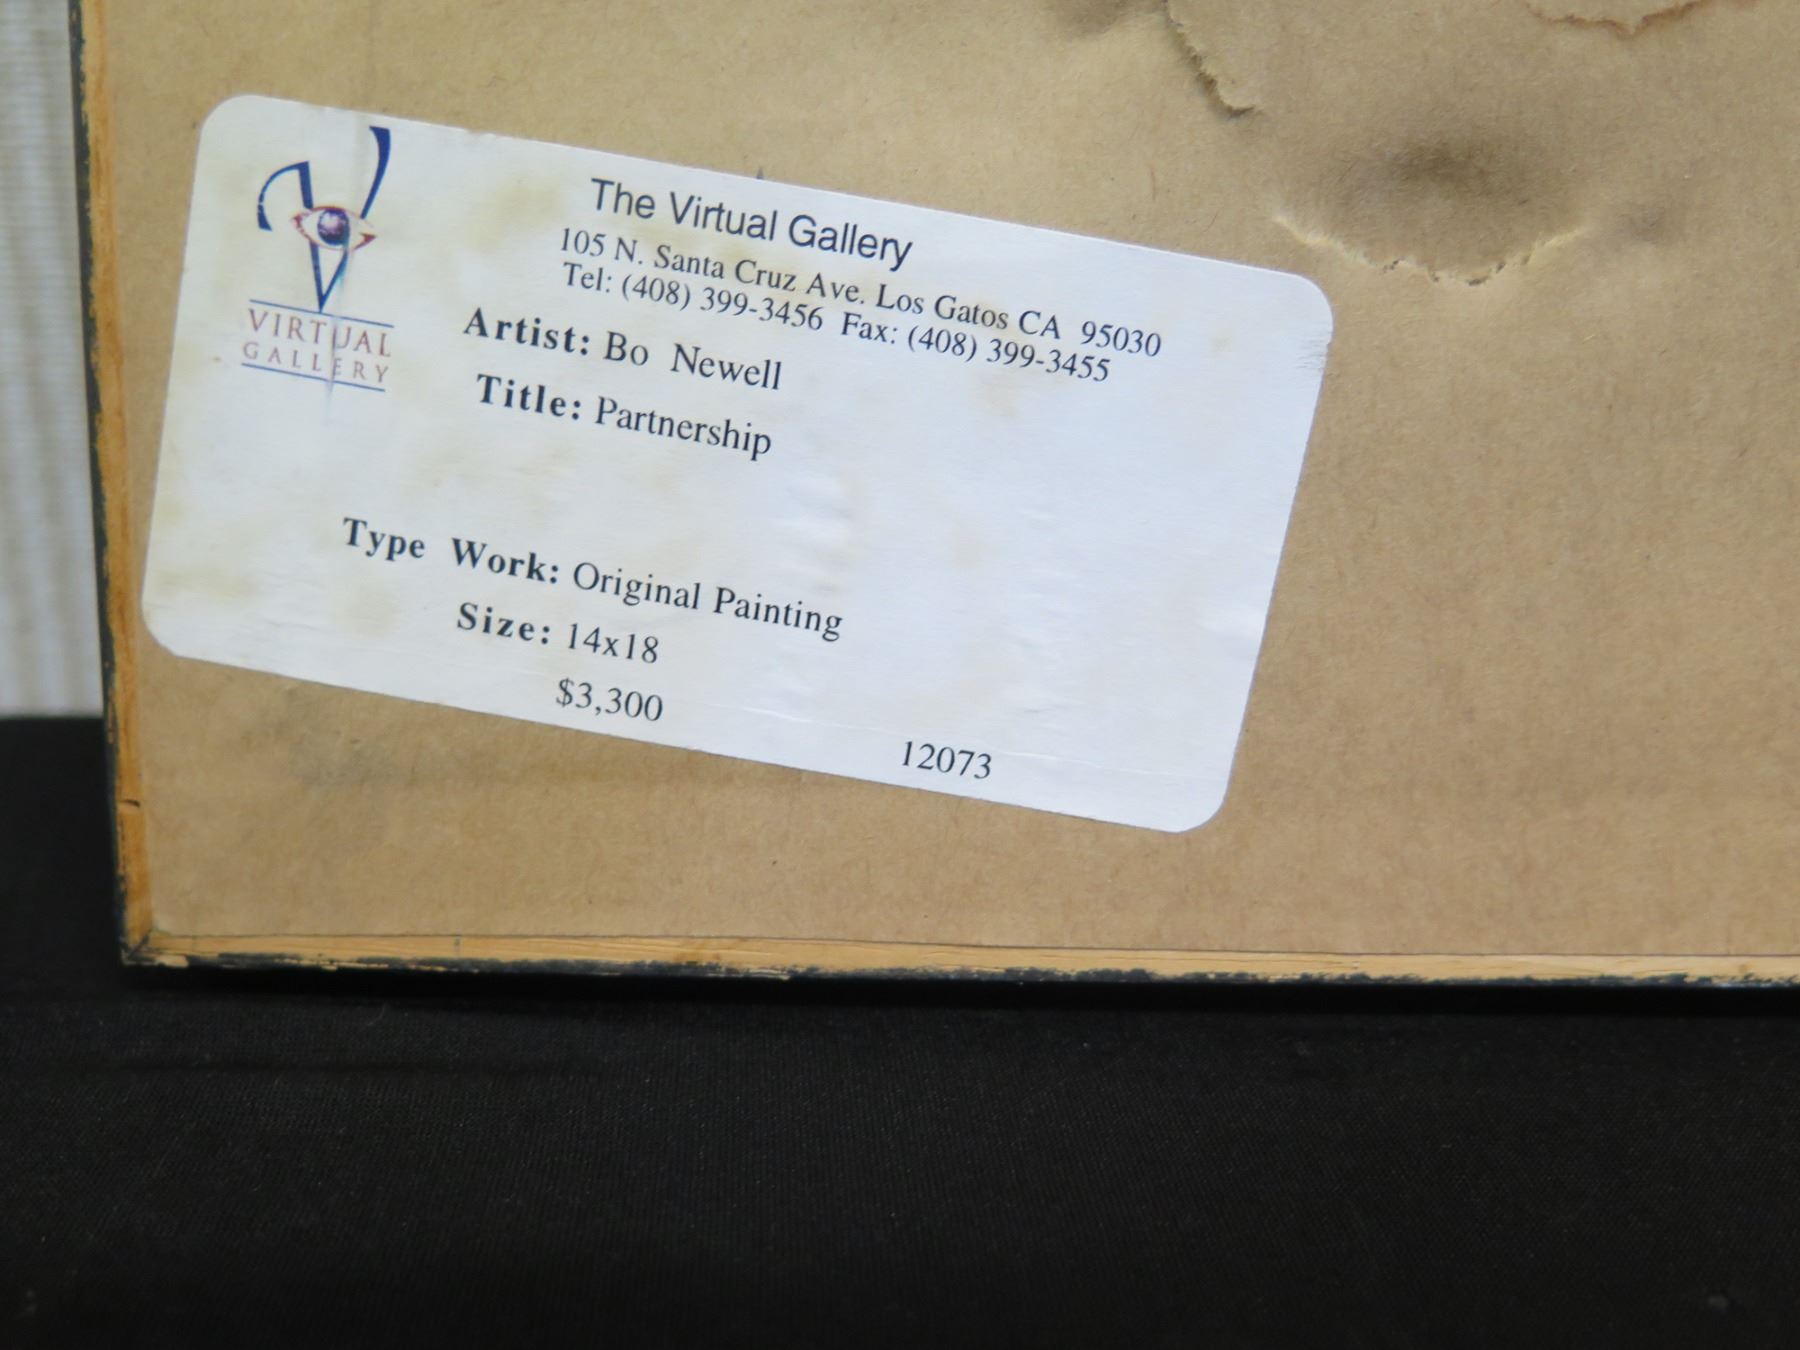 VIRTUAL
GALLERY
The Virtual Gallery
105 N. Santa Cruz Ave. Los Gatos CA 95030
Tel: (408) 399-3456 Fax: (408) 399-3455
Artist: Bo Newell
Title: Partnership
Type Work: Original Painting
Size: 14x18
$3,300
12073